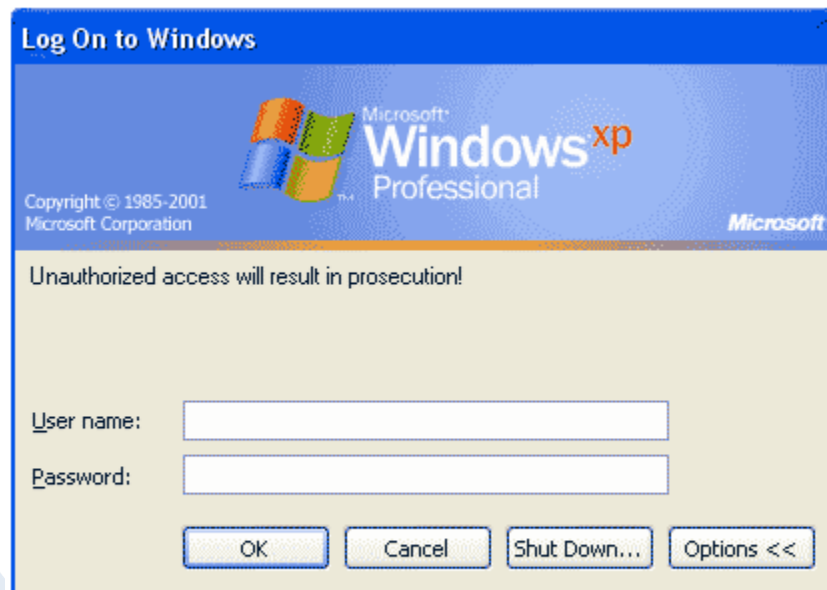 Log On to Windows
Microsoft®
Windows xp
Professional
TM
Copyright © 1985-2001
Microsoft Corporation
Microsoft
Unauthorized access will result in prosecution!
User name:
Password:
OK
Cancel
Shut Down...
Options <<